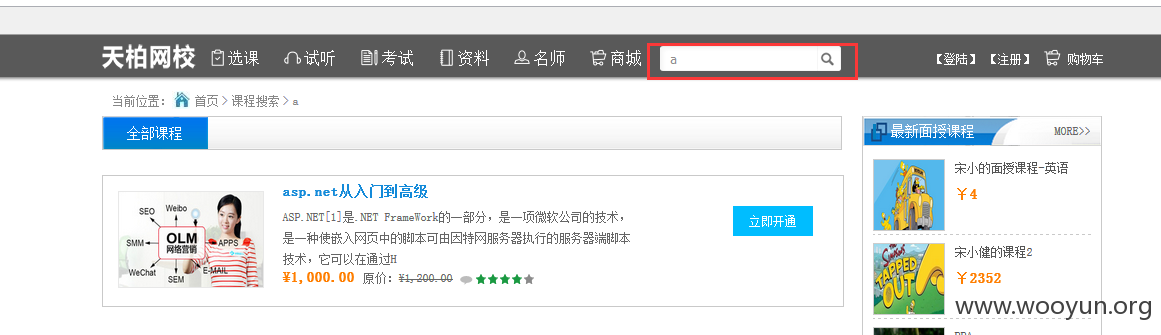 天柏网校 选课 试听 考试 资料 名师 商城 a 【登陆】 【注册】 购物车
当前位置: 首页 > 课程搜索 > a
全部课程
asp.net从入门到高级
ASP.NET[1]是.NET FrameWork的一部分，是一项微软公司的技术，
是一种使嵌入网页中的脚本可由因特网服务器执行的服务器端脚本
技术，它可以在通过H
¥1,000.00 原价：¥1,200.00
立即开通
SEO
Weibo
OLM
网络营销
SMM
APPS
WeChat
E-MAIL
SEM
最新面授课程 MORE>>
宋小的面授课程-英语
￥4
宋小健的课程2
￥2352
THE SIMPSONS
TAPPED OUT
www.wooyun.org